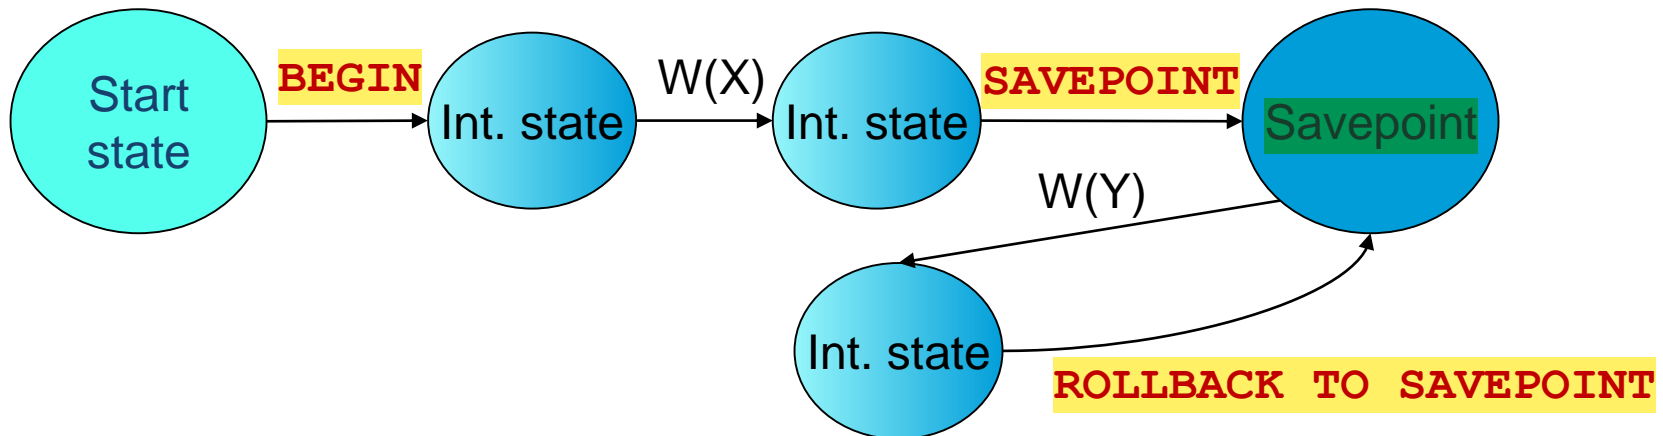 Start
state
BEGIN
Int. state
W(X)
Int. state
SAVEPOINT
Savepoint
W(Y)
Int. state
ROLLBACK TO SAVEPOINT